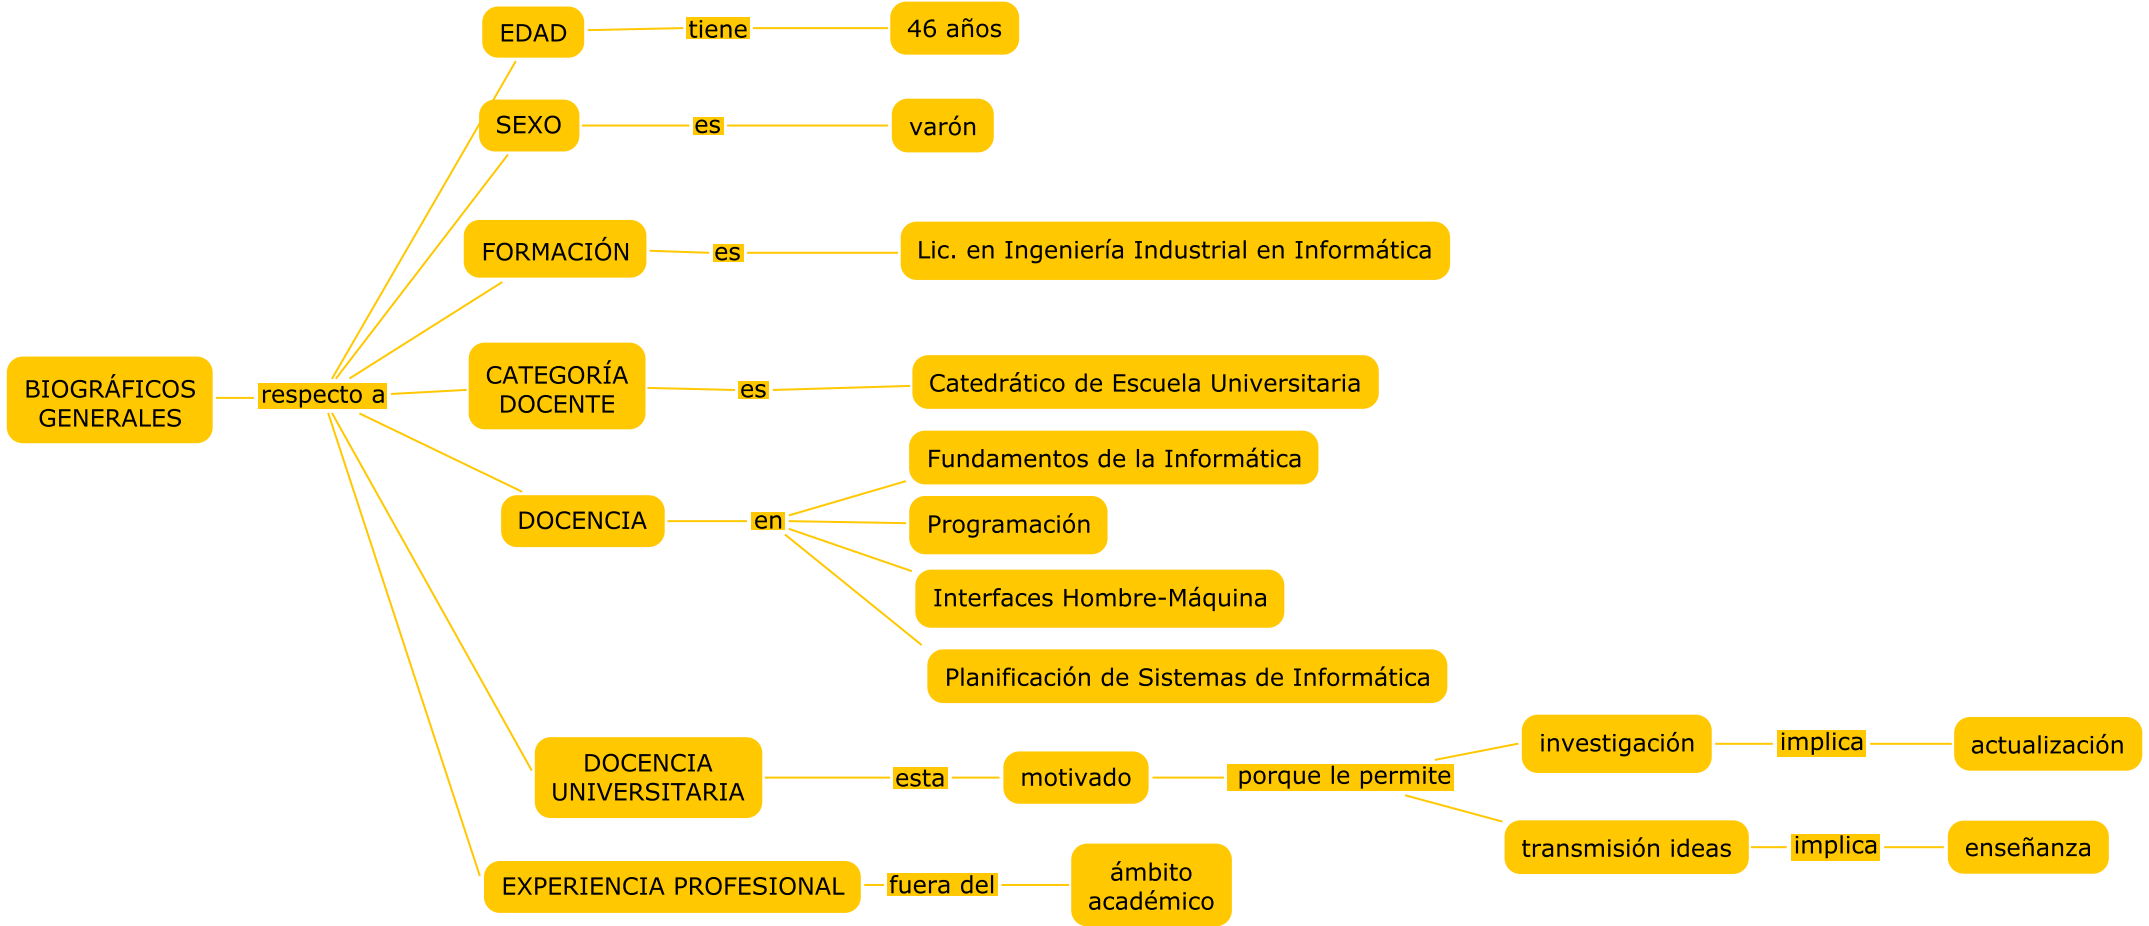 EDAD
tiene
46 años
SEXO
es
varón
FORMACIÓN
es
Lic. en Ingeniería Industrial en Informática
BIOGRÁFICOS
GENERALES
respecto a
CATEGORÍA
DOCENTE
es
Catedrático de Escuela Universitaria
DOCENCIA
en
Fundamentos de la Informática
Programación
Interfaces Hombre-Máquina
Planificación de Sistemas de Informática
DOCENCIA
UNIVERSITARIA
esta
motivado
porque le permite
investigación
implica
actualización
transmisión ideas
implica
enseñanza
EXPERIENCIA PROFESIONAL
fuera del
ámbito
académico